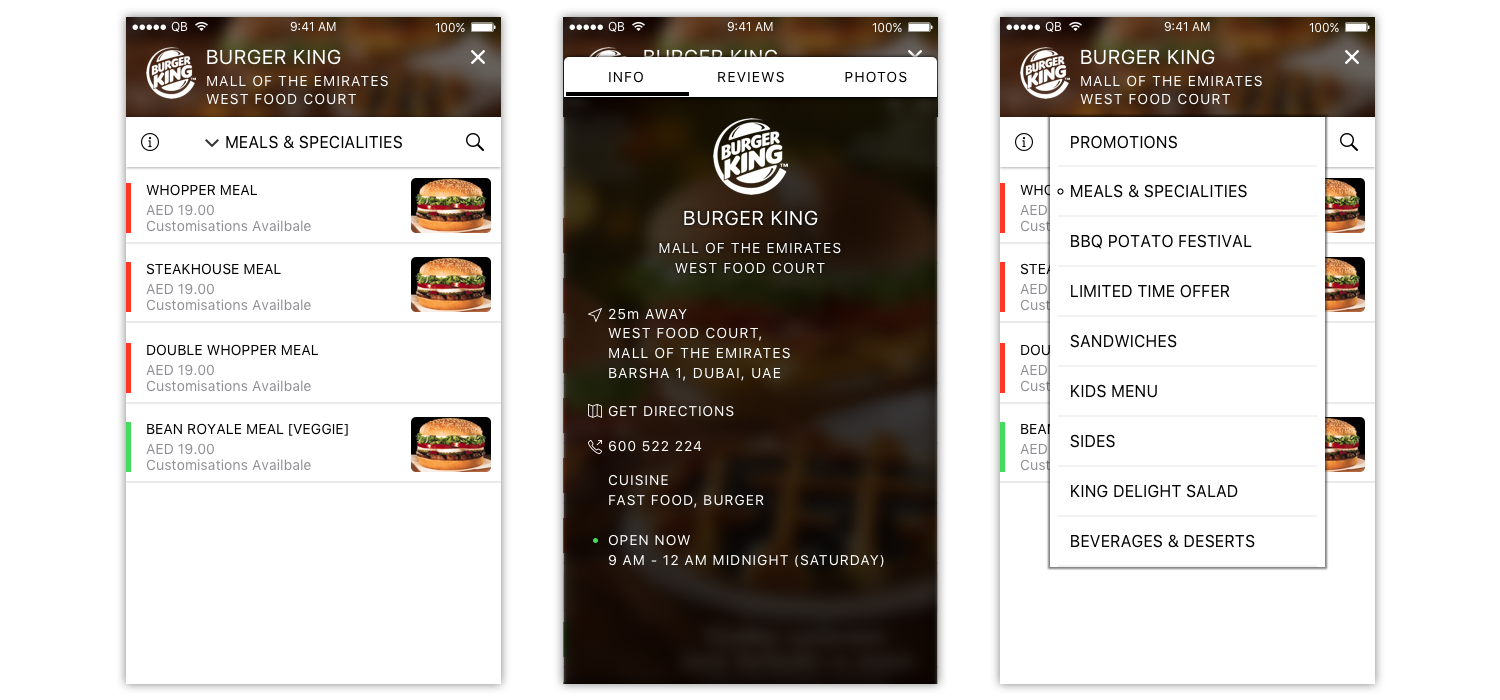 QB 9:41 AM 100%
BURGER KING
BURGER KING
MALL OF THE EMIRATES
WEST FOOD COURT
MEALS & SPECIALITIES
WHOPPER MEAL
AED 19.00
Customisations Availbale
STEAKHOUSE MEAL
AED 19.00
Customisations Availbale
DOUBLE WHOPPER MEAL
AED 19.00
Customisations Availbale
BEAN ROYALE MEAL [VEGGIE]
AED 19.00
Customisations Availbale
QB 9:41 AM 100%
BURGER KING
INFO REVIEWS PHOTOS
BURGER KING™
BURGER KING
MALL OF THE EMIRATES
WEST FOOD COURT
25m AWAY
WEST FOOD COURT,
MALL OF THE EMIRATES
BARSHA 1, DUBAI, UAE
GET DIRECTIONS
600 522 224
CUISINE
FAST FOOD, BURGER
OPEN NOW
9 AM - 12 AM MIDNIGHT (SATURDAY)
QB 9:41 AM 100%
BURGER KING
BURGER KING
MALL OF THE EMIRATES
WEST FOOD COURT
PROMOTIONS
MEALS & SPECIALITIES
BBQ POTATO FESTIVAL
LIMITED TIME OFFER
SANDWICHES
KIDS MENU
SIDES
KING DELIGHT SALAD
BEVERAGES & DESERTS
WHO
AED
Cust
STEA
AED
Cust
DOU
AED
Cust
BEAN
AED
Cust